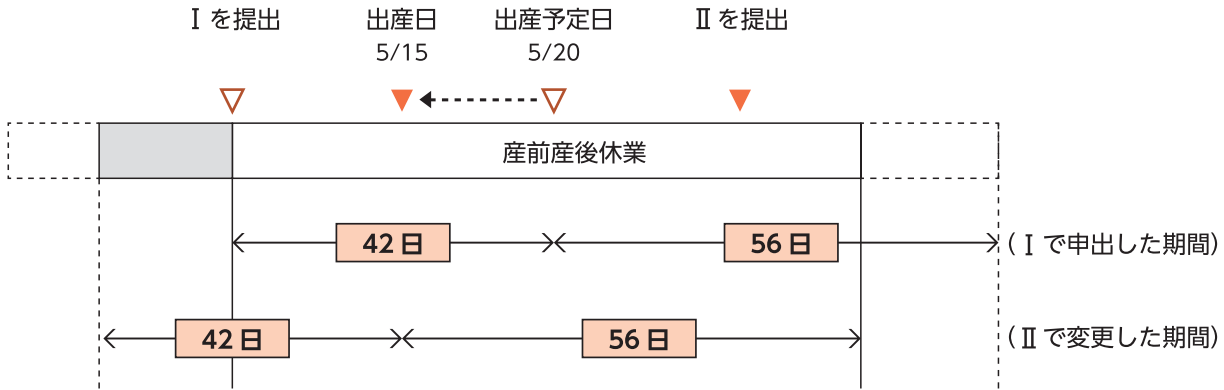 Ⅰを提出
出産日
5/15
出産予定日
5/20
Ⅱを提出
産前産後休業
42日
56日
(Ⅰで申出した期間)
42日
56日
(Ⅱで変更した期間)